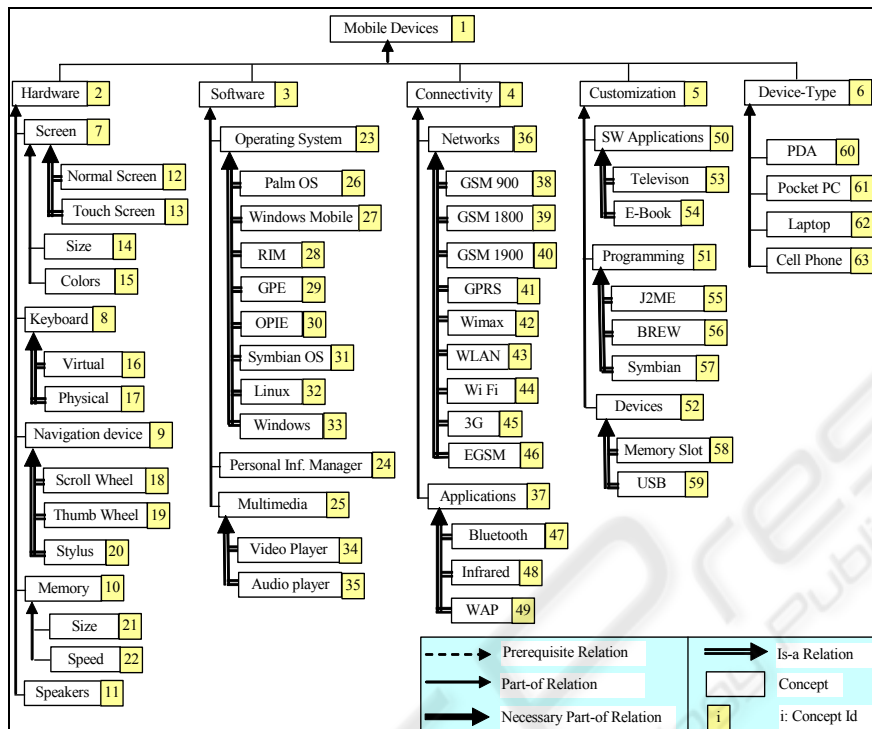 Mobile Devices 1
Hardware 2
Software 3
Connectivity 4
Customization 5
Device-Type 6
Screen 7
Normal Screen 12
Touch Screen 13
Size 14
Colors 15
Keyboard 8
Virtual 16
Physical 17
Navigation device 9
Scroll Wheel 18
Thumb Wheel 19
Stylus 20
Memory 10
Size 21
Speed 22
Speakers 11
Operating System 23
Palm OS 26
Windows Mobile 27
RIM 28
GPE 29
OPIE 30
Symbian OS 31
Linux 32
Windows 33
Personal Inf. Manager 24
Multimedia 25
Video Player 34
Audio player 35
Networks 36
GSM 900 38
GSM 1800 39
GSM 1900 40
GPRS 41
Wimax 42
WLAN 43
Wi Fi 44
3G 45
EGSM 46
Applications 37
Bluetooth 47
Infrared 48
WAP 49
SW Applications 50
Televison 53
E-Book 54
Programming 51
J2ME 55
BREW 56
Symbian 57
Devices 52
Memory Slot 58
USB 59
PDA 60
Pocket PC 61
Laptop 62
Cell Phone 63
Prerequisite Relation
Part-of Relation
Necessary Part-of Relation
Is-a Relation
Concept
i i: Concept Id